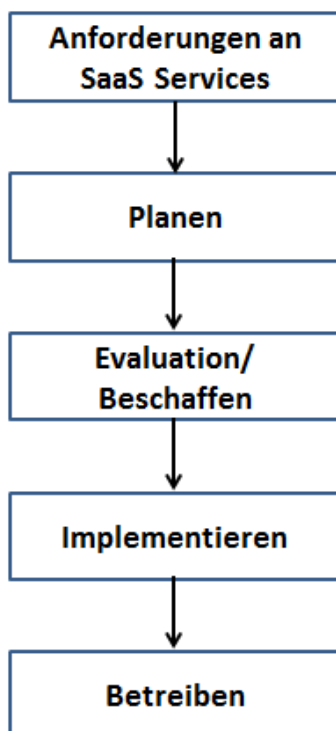 Anforderungen an
SaaS Services
Planen
Evaluation/
Beschaffen
Implementieren
Betreiben